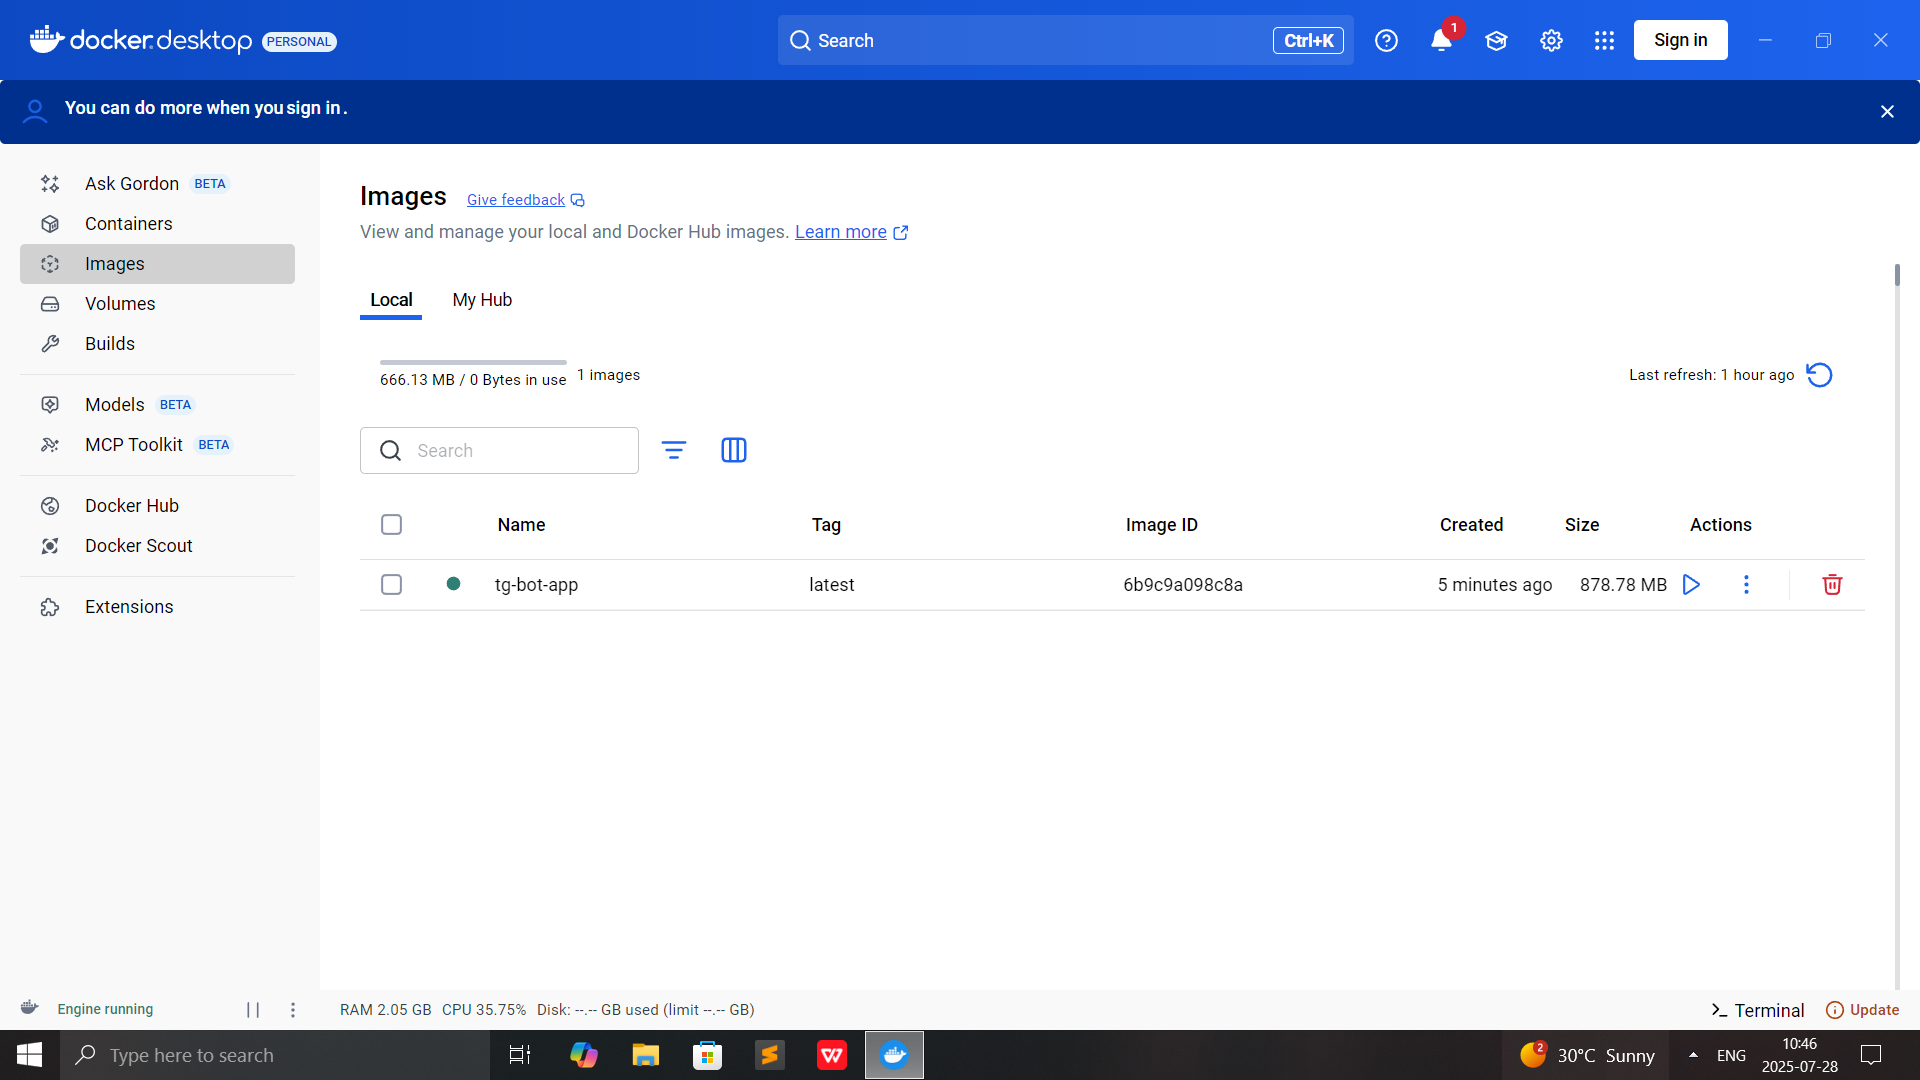 docker.desktop PERSONAL
Search Ctrl+K
1
Sign in
You can do more when you sign in.
Ask Gordon BETA
Containers
Images
Volumes
Builds
Models BETA
MCP Toolkit BETA
Docker Hub
Docker Scout
Extensions
Images Give feedback
View and manage your local and Docker Hub images. Learn more
Local My Hub
666.13 MB / 0 Bytes in use 1 images
Last refresh: 1 hour ago
Search
Name Tag Image ID Created Size Actions
tg-bot-app latest 6b9c9a098c8a 5 minutes ago 878.78 MB
Engine running
RAM 2.05 GB CPU 35.75% Disk: --.-- GB used (limit --.-- GB)
Terminal Update
Type here to search
W
2
30°C Sunny
ENG
10:46
2025-07-28